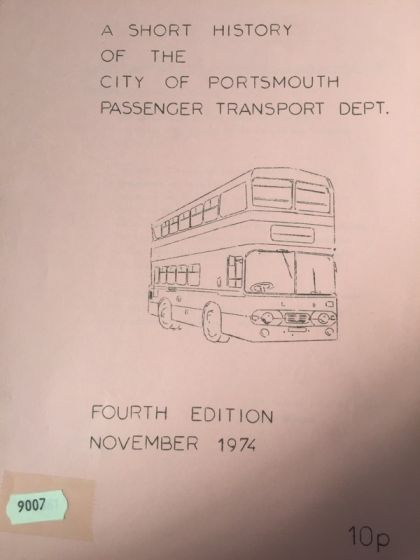 A SHORT HISTORY
OF THE
CITY OF PORTSMOUTH
PASSENGER TRANSPORT DEPT.
FOURTH EDITION
NOVEMBER 1974
9007
10p